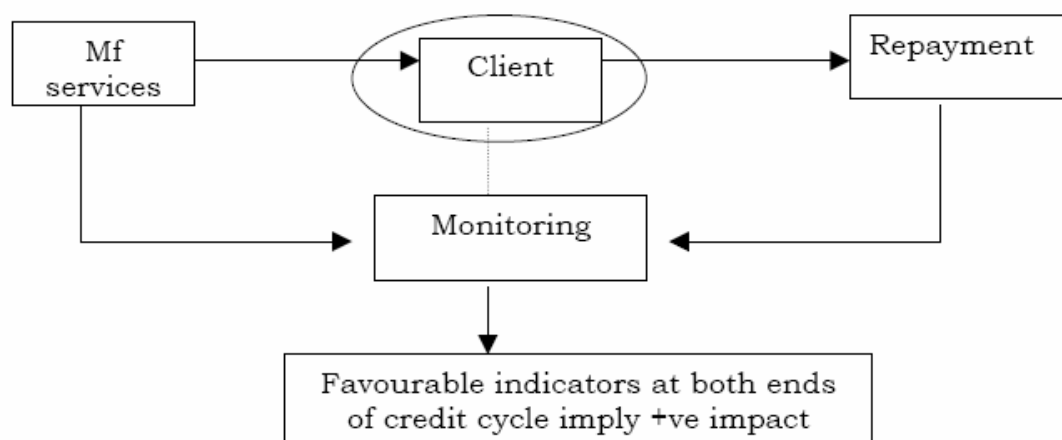 Mf
services
Client
Repayment
Monitoring
Favourable indicators at both ends
of credit cycle imply +ve impact